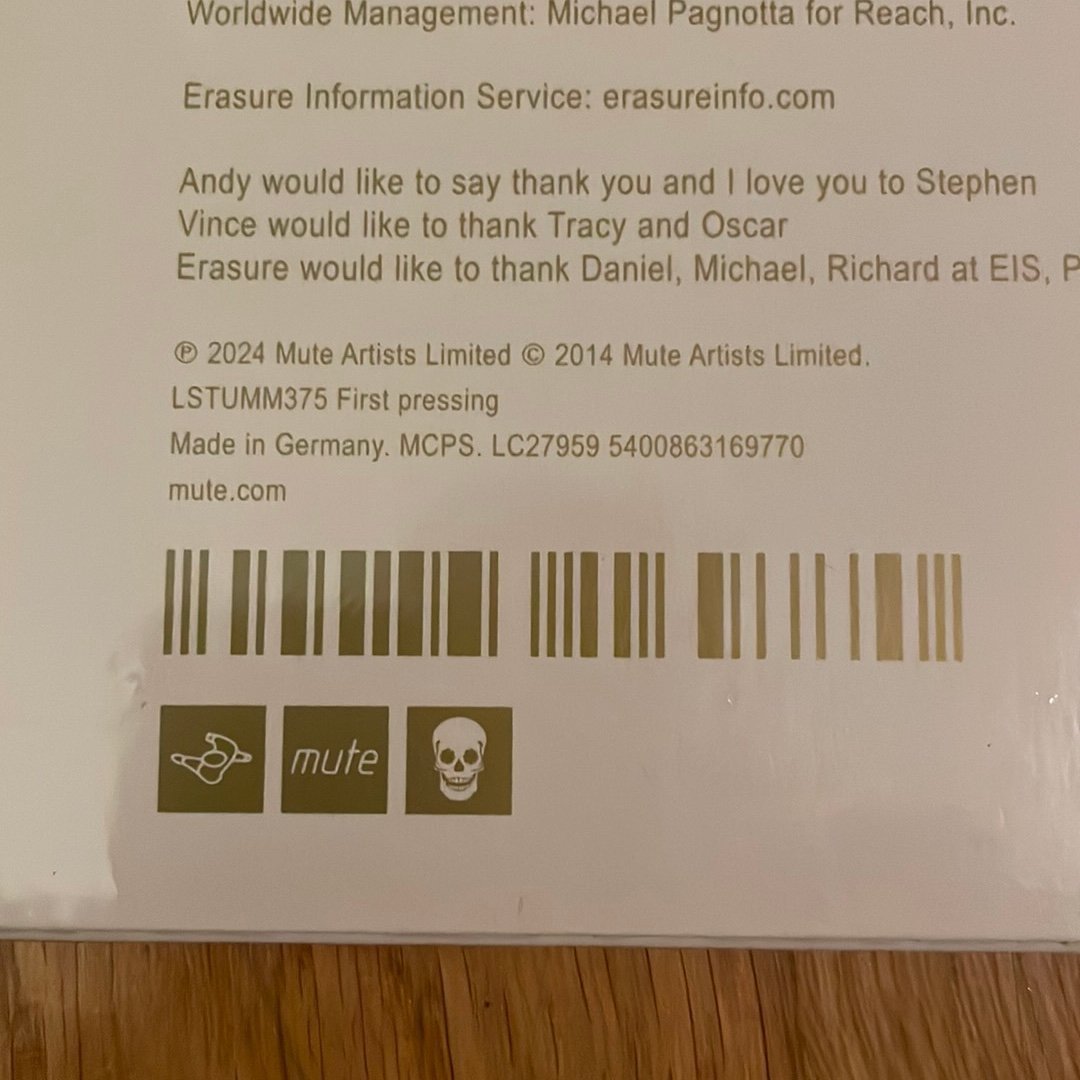 Worldwide Management: Michael Pagnotta for Reach, Inc.
Erasure Information Service: erasureinfo.com
Andy would like to say thank you and I love you to Stephen
Vince would like to thank Tracy and Oscar
Erasure would like to thank Daniel, Michael, Richard at EIS, P
℗ 2024 Mute Artists Limited © 2014 Mute Artists Limited.
LSTUMM375 First pressing
Made in Germany. MCPS. LC27959 5400863169770
mute.com
mute